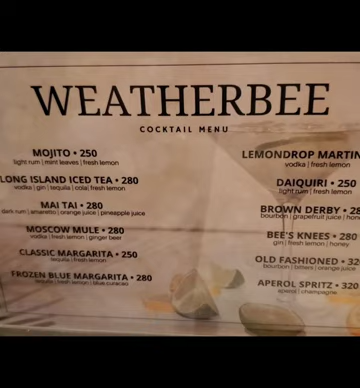 WEATHERBEE
COCKTAIL MENU
MOJITO • 250
light rum | mint leaves | fresh lemon
LONG ISLAND ICED TEA • 280
vodka | gin | tequila | cola | fresh lemon
MAI TAI • 280
dark rum | amaretto | orange juice | pineapple juice
MOSCOW MULE • 280
vodka | fresh lemon | ginger beer
CLASSIC MARGARITA • 250
tequila | fresh lemon
FROZEN BLUE MARGARITA • 280
tequila | fresh lemon | blue curacao
LEMONDROP MARTIN
vodka | fresh lemon
DAIQUIRI • 250
light rum | fresh lemon
BROWN DERBY • 28
bourbon | grapefruit juice | hon
BEE'S KNEES • 280
gin | fresh lemon | honey
OLD FASHIONED • 32
bourbon | bitters | orange juice
APEROL SPRITZ • 320
aperol | champagne